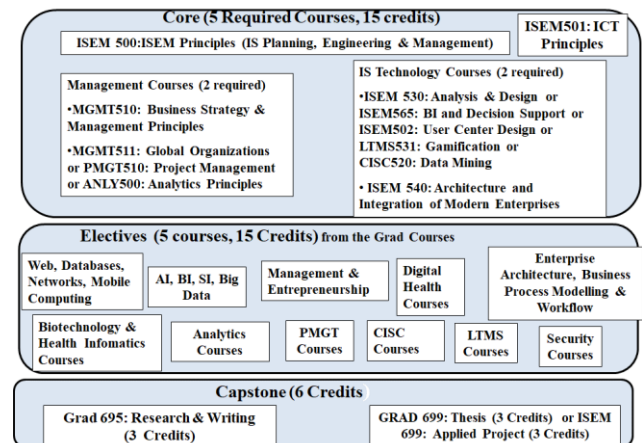 Core (5 Required Courses, 15 credits)
ISEM 500:ISEM Principles (IS Planning, Engineering & Management)
ISEM501: ICT
Principles
Management Courses (2 required)
•MGMT510: Business Strategy &
Management Principles
•MGMT511: Global Organizations
or PMGT510: Project Management
or ANLY500: Analytics Principles
IS Technology Courses (2 required)
•ISEM 530: Analysis & Design or
ISEM565: BI and Decision Support or
ISEM502: User Center Design or
LTMS531: Gamification or
CISC520: Data Mining
• ISEM 540: Architecture and
Integration of Modern Enterprises
Electives (5 courses, 15 Credits) from the Grad Courses
Web, Databases,
Networks, Mobile
Computing
AI, BI, SI, Big
Data
Management &
Entrepreneurship
Digital
Health
Courses
Enterprise
Architecture, Business
Process Modelling &
Workflow
Biotechnology &
Health Infomatics
Courses
Analytics
Courses
PMGT
Courses
CISC
Courses
LTMS
Courses
Security
Courses
Capstone (6 Credits)
Grad 695: Research & Writing
(3 Credits)
GRAD 699: Thesis (3 Credits) or ISEM
699: Applied Project (3 Credits)